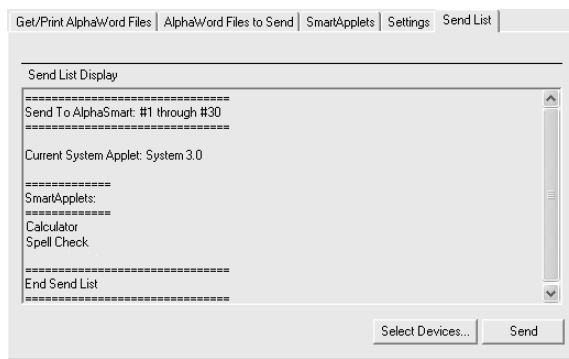 Get/Print AlphaWord Files AlphaWord Files to Send SmartApplets Settings Send List
Send List Display
==============================
Send To AlphaSmart: #1 through #30
==============================
Current System Applet: System 3.0
=============
SmartApplets:
=============
Calculator
Spell Check
==============================
End Send List
==============================
Select Devices... Send